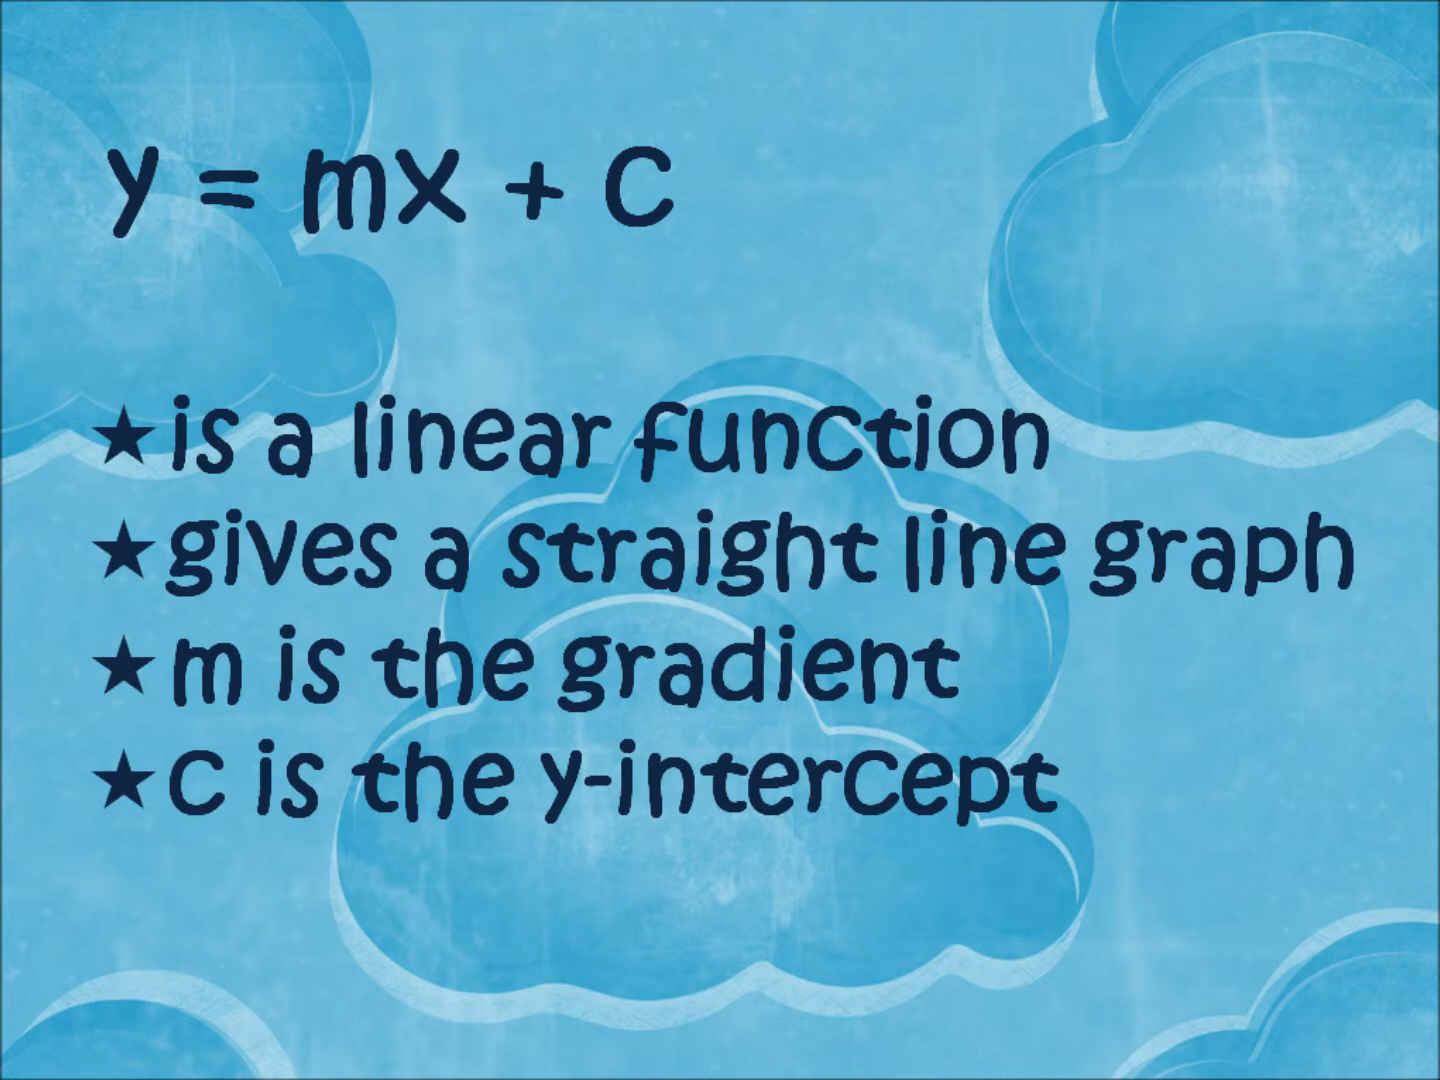 y = mx + c
★is a linear function
★gives a straight line graph
★m is the gradient
★c is the y-intercept